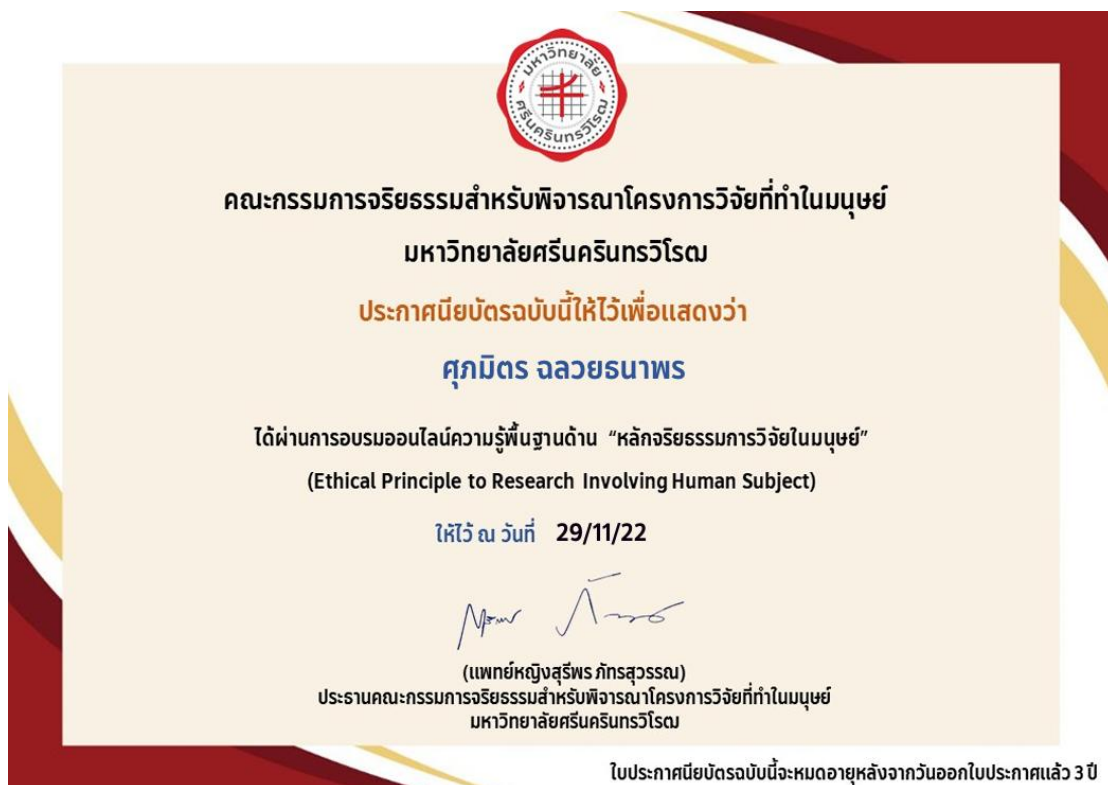 มหาวิทยาลัย
ศรีนครินทรวิโรฒ
คณะกรรมการจริยธรรมสำหรับพิจารณาโครงการวิจัยที่ทำในมนุษย์
มหาวิทยาลัยศรีนครินทรวิโรฒ
ประกาศนียบัตรฉบับนี้ให้ไว้เพื่อแสดงว่า
ศุภมิตร ฉลวยธนาพร
ได้ผ่านการอบรมออนไลน์ความรู้พื้นฐานด้าน “หลักจริยธรรมการวิจัยในมนุษย์”
(Ethical Principle to Research Involving Human Subject)
ให้ไว้ ณ วันที่ 29/11/22
(แพทย์หญิงสุรีพร ภัทรสุวรรณ)
ประธานคณะกรรมการจริยธรรมสำหรับพิจารณาโครงการวิจัยที่ทำในมนุษย์
มหาวิทยาลัยศรีนครินทรวิโรฒ
ใบประกาศนียบัตรฉบับนี้จะหมดอายุหลังจากวันออกใบประกาศแล้ว 3 ปี